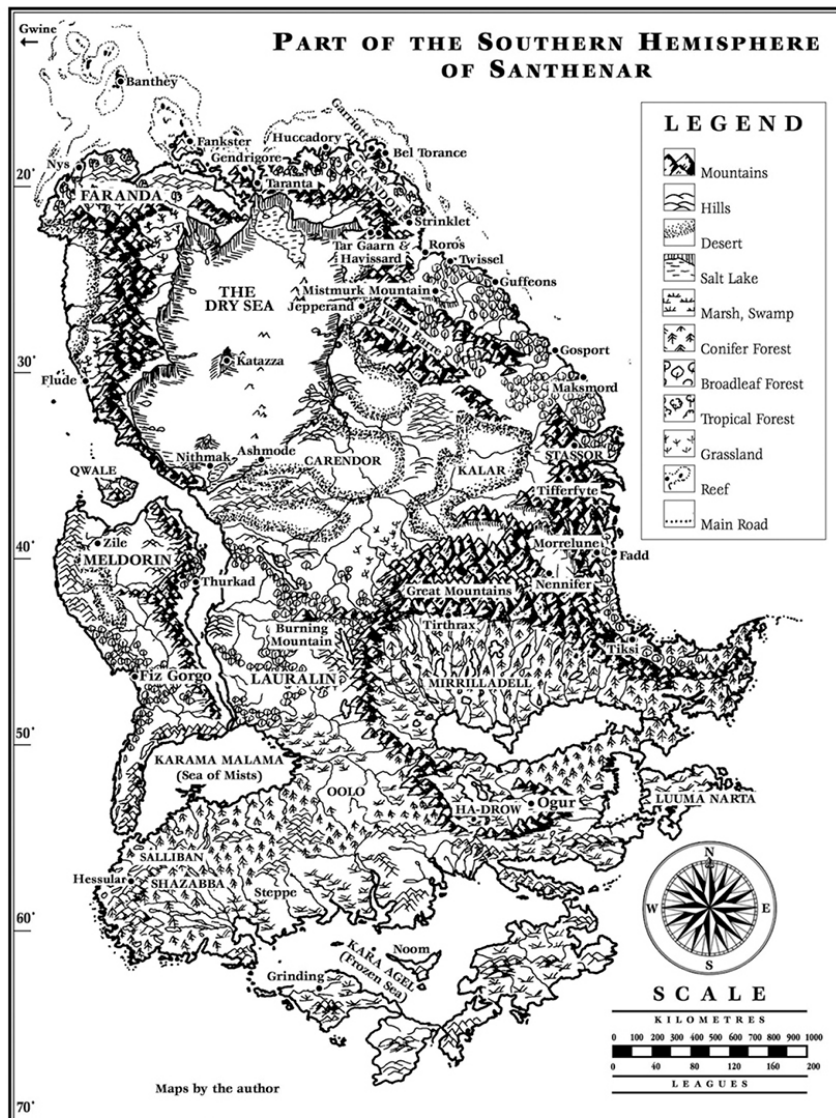 Gwine
PART OF THE SOUTHERN HEMISPHERE
OF SANTHENAR
Banthey
Fankster
Huccadory
Garriott
Bel Torance
Nys
Gendrigore
CRANDOR
20°
FARANDA
Taranta
Strinklet
Tar Gaarn &
Havissard
Roros
Twissel
THE
DRY SEA
Mistmurk Mountain
Guffeons
Jepperand
Wahn Barre
Katazza
Gosport
30°
Flude
Maksmord
Nithmak
Ashmode
CARENDOR
KALAR
STASSOR
QWALE
Tifferfyte
Zile
MELDORIN
40°
Morrelune
Fadd
Thurkad
Great Mountains
Nennifer
Burning
Mountain
Tirthrax
Tiksi
Fiz Gorgo
LAURALIN
MIRRILLADELL
50°
KARAMA MALAMA
(Sea of Mists)
OOLO
HA-DROW
Ogur
LUUMA NARTA
SALLIBAN
Hessular
SHAZABBA
Steppe
60°
KARA AGEL
(Frozen Sea)
Noom
Grinding
Maps by the author
70°
LEGEND
Mountains
Hills
Desert
Salt Lake
Marsh, Swamp
Conifer Forest
Broadleaf Forest
Tropical Forest
Grassland
Reef
Main Road
N
W E
S
SCALE
KILOMETRES
0 100 200 300 400 500 600 700 800 900 1000
0 40 80 120 160 200
LEAGUES